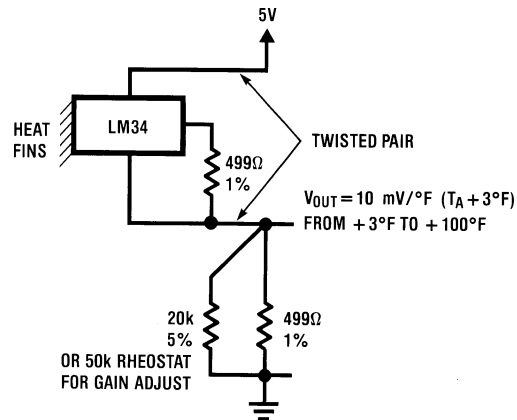 5V
LM34
HEAT
FINS
TWISTED PAIR
499Ω
1%
VOUT = 10 mV/°F (TA + 3°F)
FROM + 3°F TO + 100°F
20k
5%
499Ω
1%
OR 50k RHEOSTAT
FOR GAIN ADJUST